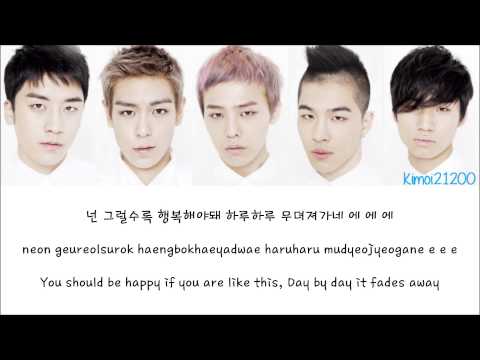 Kimoi21200
넌 그럴수록 행복해야돼 하루하루 무뎌져가네 에 에 에
neon geureolsurok haengbokhaeyadwae haruharu mudyeojyeogane e e e
You should be happy if you are like this, Day by day it fades away